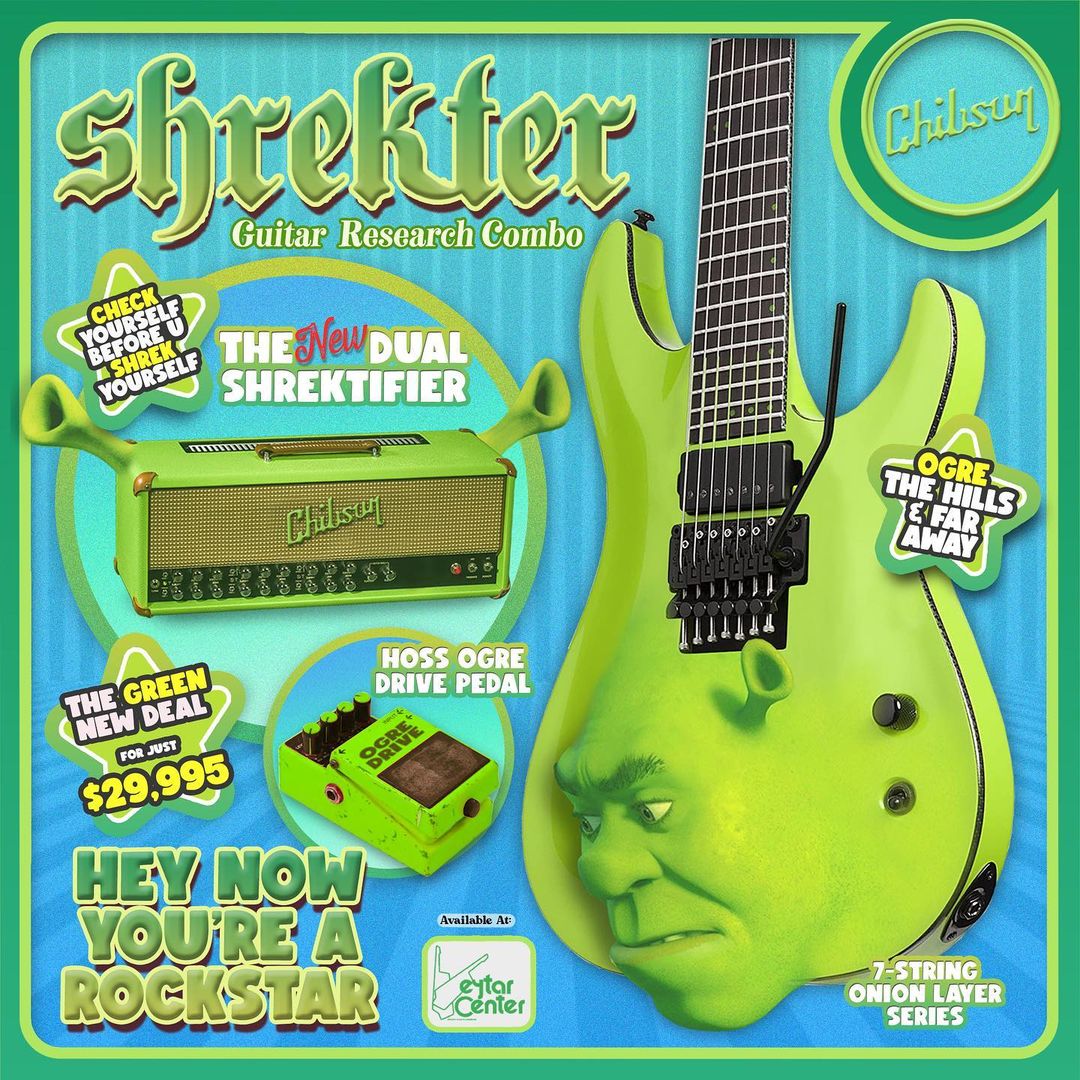 shrekter
Guitar Research Combo
Chibsun
CHECK
YOURSELF
BEFORE U
SHREK
YOURSELF
THE New DUAL
SHREKTIFIER
Chibsun
OGRE
THE HILLS
& FAR
AWAY
THE GREEN
NEW DEAL
FOR JUST
$29,995
HOSS OGRE
DRIVE PEDAL
OGRE
DRIVE
HEY NOW
YOU'RE A
ROCKSTAR
Available At:
Keytar
Center
7-STRING
ONION LAYER
SERIES